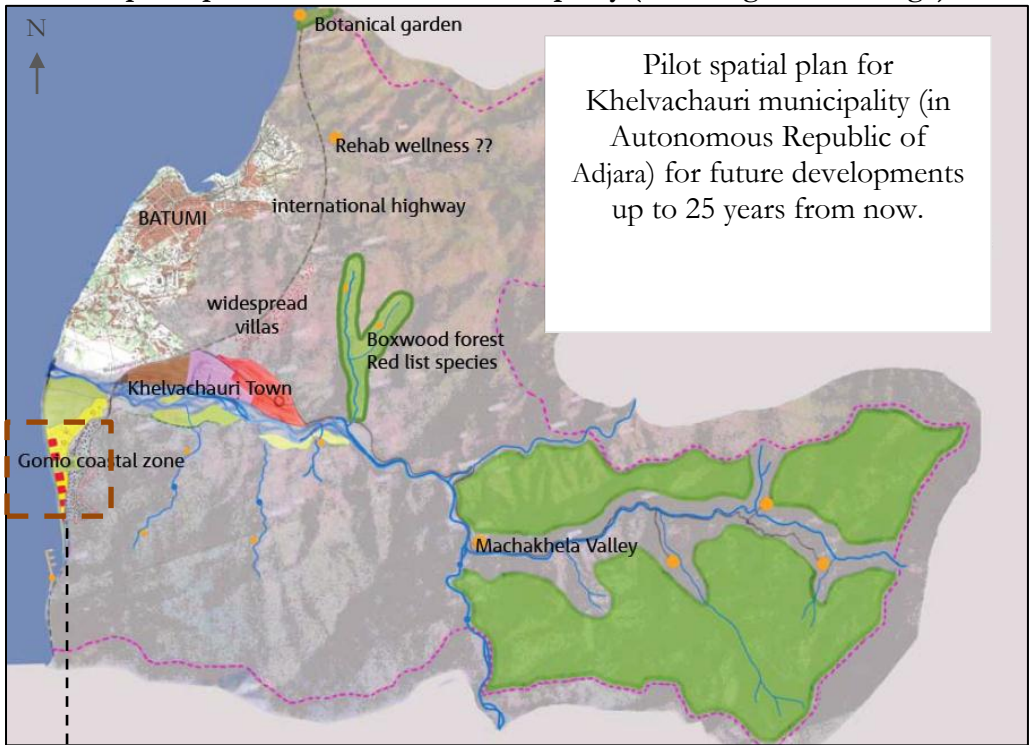 Botanical garden
N
Pilot spatial plan for
Khelvachauri municipality (in
Autonomous Republic of
Adjara) for future developments
up to 25 years from now.
Rehab wellness ??
international highway
BATUMI
widespread
villas
Boxwood forest
Red list species
Khelvachauri Town
Gonio coastal zone
Machakhela Valley